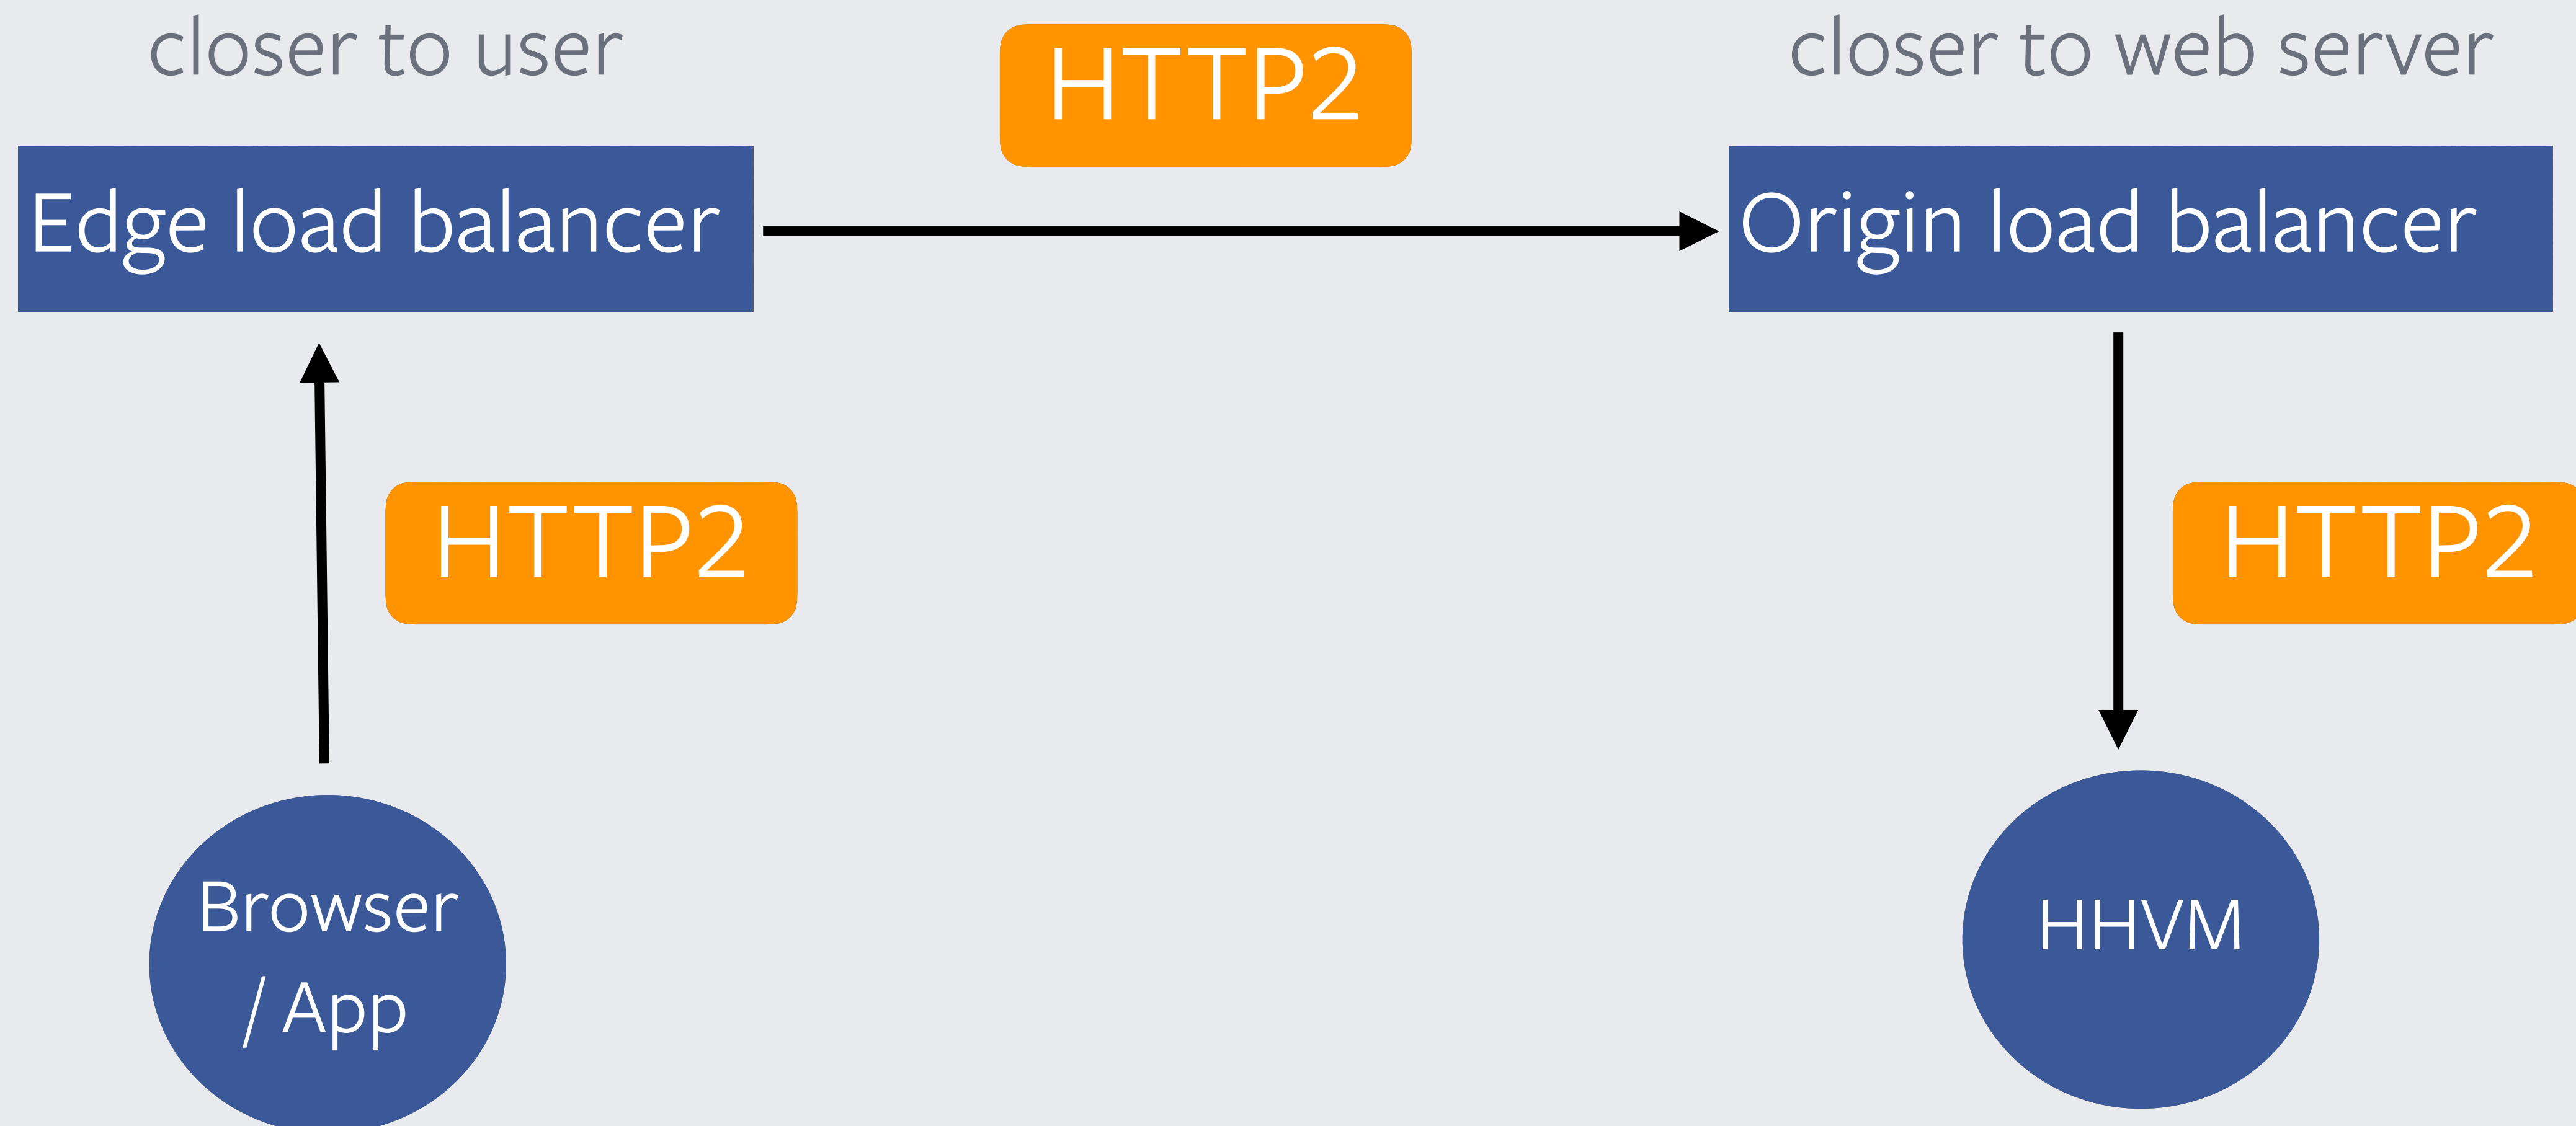 closer to user
HTTP2
closer to web server
Edge load balancer
Origin load balancer
HTTP2
HTTP2
Browser
/ App
HHVM